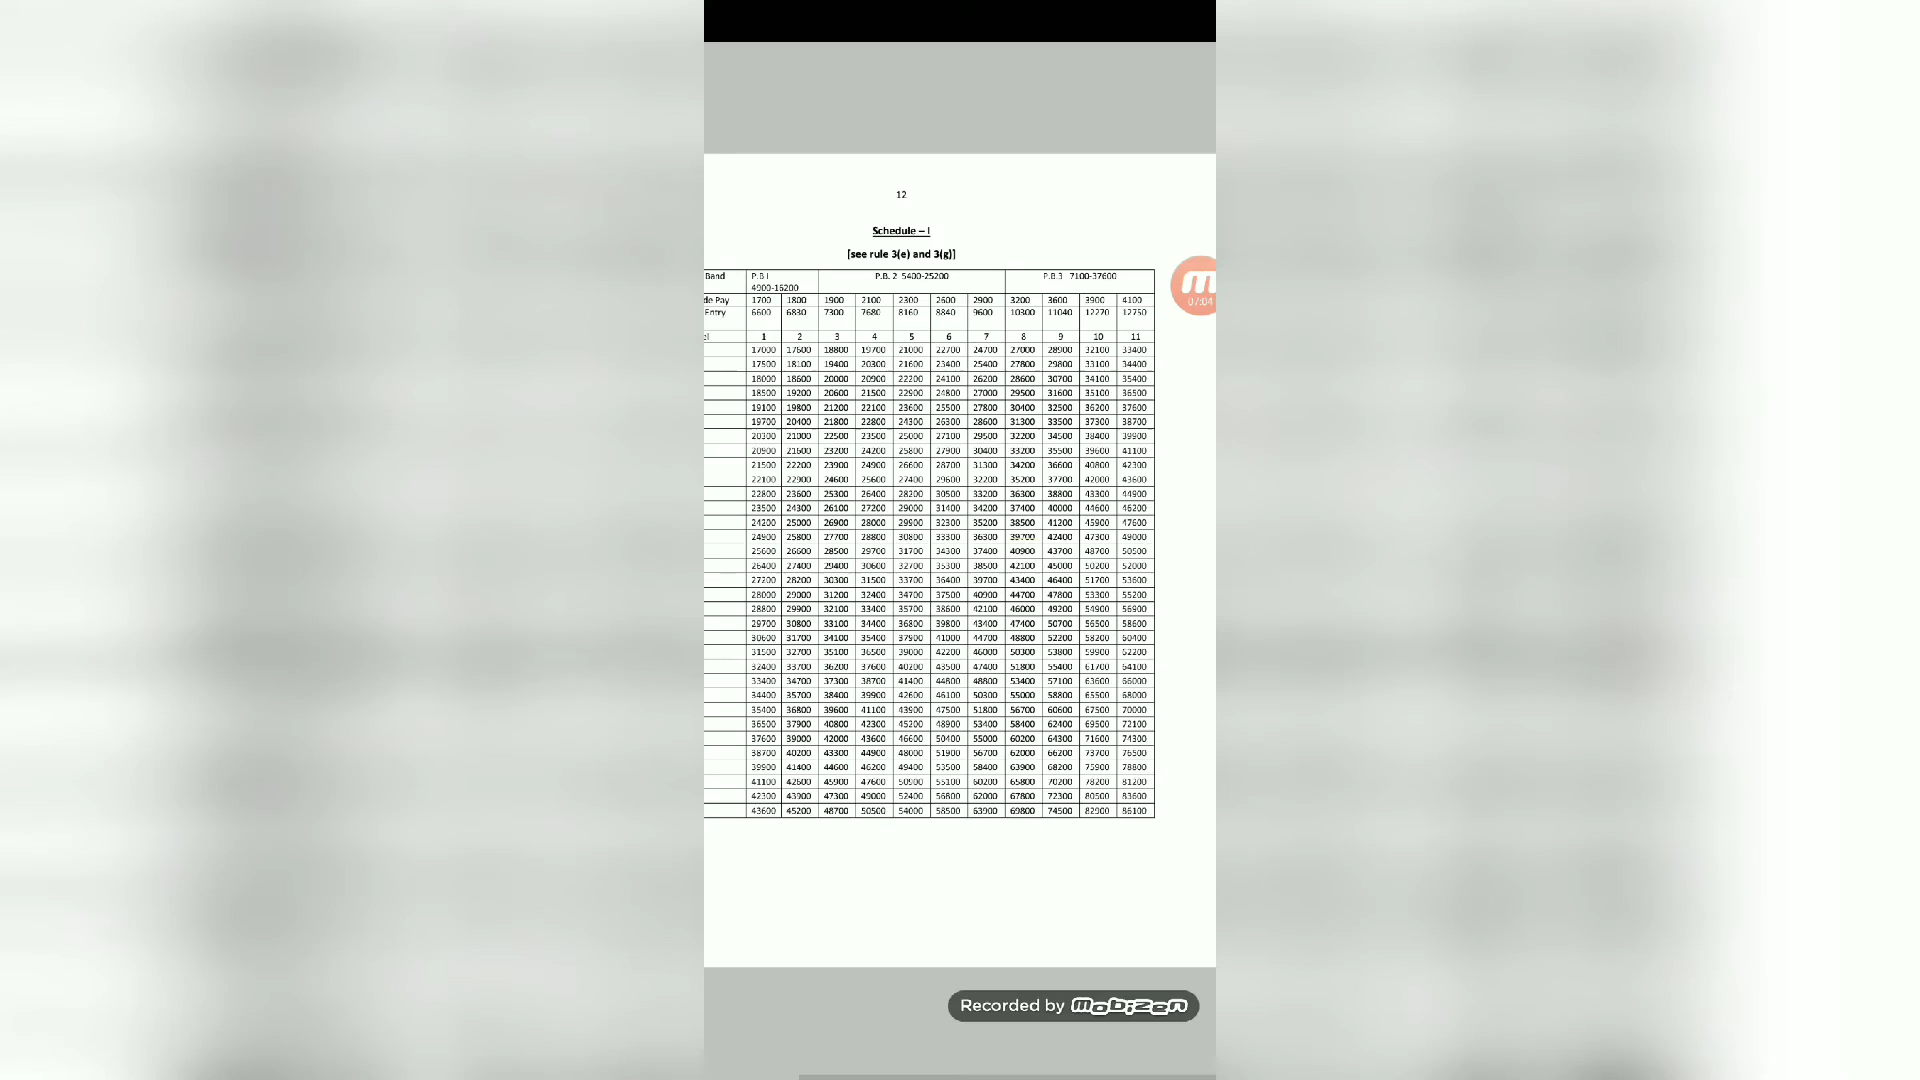 12
Schedule – I
[see rule 3(e) and 3(g)]
Band P.B I P.B. 2 5400-25200 P.B.3 7100-37600
4900-16200
de Pay 1700 1800 1900 2100 2300 2600 2900 3200 3600 3900 4100
Entry 6600 6830 7300 7680 8160 8840 9600 10300 11040 12270 12750
el 1 2 3 4 5 6 7 8 9 10 11
17000 17600 18800 19700 21000 22700 24700 27000 28900 32100 33400
17500 18100 19400 20300 21600 23400 25400 27800 29800 33100 34400
18000 18600 20000 20900 22200 24100 26200 28600 30700 34100 35400
18500 19200 20600 21500 22900 24800 27000 29500 31600 35100 36500
19100 19800 21200 22100 23600 25500 27800 30400 32500 36200 37600
19700 20400 21800 22800 24300 26300 28600 31300 33500 37300 38700
20300 21000 22500 23500 25000 27100 29500 32200 34500 38400 39900
20900 21600 23200 24200 25800 27900 30400 33200 35500 39600 41100
21500 22200 23900 24900 26600 28700 31300 34200 36600 40800 42300
22100 22900 24600 25600 27400 29600 32200 35200 37700 42000 43600
22800 23600 25300 26400 28200 30500 33200 36300 38800 43300 44900
23500 24300 26100 27200 29000 31400 34200 37400 40000 44600 46200
24200 25000 26900 28000 29900 32300 35200 38500 41200 45900 47600
24900 25800 27700 28800 30800 33300 36300 39700 42400 47300 49000
25600 26600 28500 29700 31700 34300 37400 40900 43700 48700 50500
26400 27400 29400 30600 32700 35300 38500 42100 45000 50200 52000
27200 28200 30300 31500 33700 36400 39700 43400 46400 51700 53600
28000 29000 31200 32400 34700 37500 40900 44700 47800 53300 55200
28800 29900 32100 33400 35700 38600 42100 46000 49200 54900 56900
29700 30800 33100 34400 36800 39800 43400 47400 50700 56500 58600
30600 31700 34100 35400 37900 41000 44700 48800 52200 58200 60400
31500 32700 35100 36500 39000 42200 46000 50300 53800 59900 62200
32400 33700 36200 37600 40200 43500 47400 51800 55400 61700 64100
33400 34700 37300 38700 41400 44800 48800 53400 57100 63600 66000
34400 35700 38400 39900 42600 46100 50300 55000 58800 65500 68000
35400 36800 39600 41100 43900 47500 51800 56700 60600 67500 70000
36500 37900 40800 42300 45200 48900 53400 58400 62400 69500 72100
37600 39000 42000 43600 46600 50400 55000 60200 64300 71600 74300
38700 40200 43300 44900 48000 51900 56700 62000 66200 73700 76500
39900 41400 44600 46200 49400 53500 58400 63900 68200 75900 78800
41100 42600 45900 47600 50900 55100 60200 65800 70200 78200 81200
42300 43900 47300 49000 52400 56800 62000 67800 72300 80500 83600
43600 45200 48700 50500 54000 58500 63900 69800 74500 82900 86100
07:04
Recorded by Mobizen